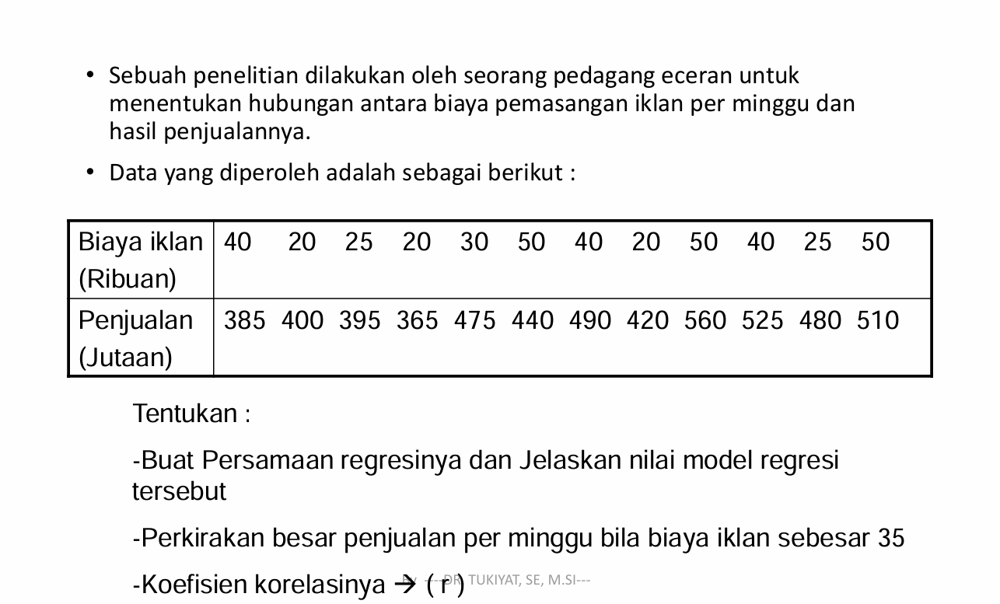 • Sebuah penelitian dilakukan oleh seorang pedagang eceran untuk
menentukan hubungan antara biaya pemasangan iklan per minggu dan
hasil penjualannya.
• Data yang diperoleh adalah sebagai berikut :
Biaya iklan 40 20 25 20 30 50 40 20 50 40 25 50
(Ribuan)
Penjualan 385 400 395 365 475 440 490 420 560 525 480 510
(Jutaan)
Tentukan :
-Buat Persamaan regresinya dan Jelaskan nilai model regresi
tersebut
-Perkirakan besar penjualan per minggu bila biaya iklan sebesar 35
-Koefisien korelasinya → ( r )
By ----DR. TUKIYAT, SE, M.SI---